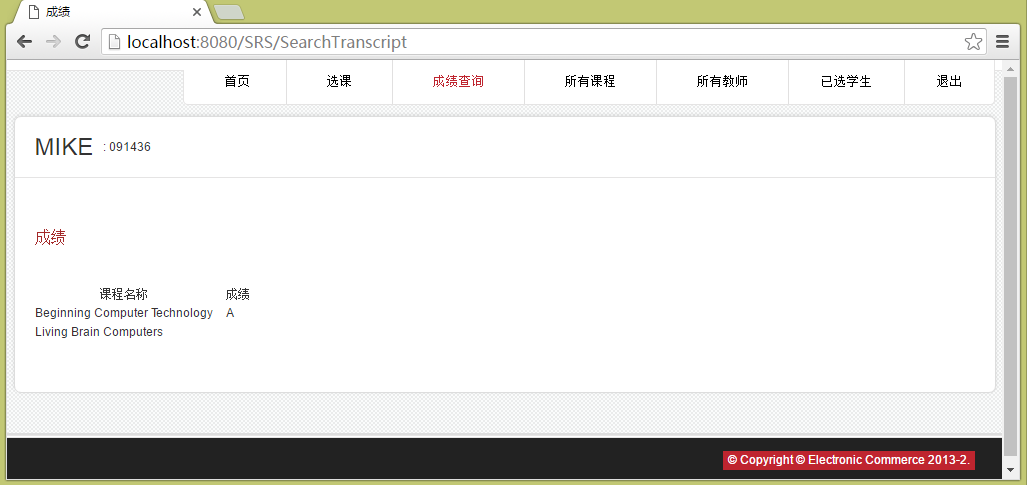 成绩
localhost:8080/SRS/SearchTranscript
首页 选课 成绩查询 所有课程 所有教师 已选学生 退出
MIKE : 091436
成绩
课程名称 成绩
Beginning Computer Technology A
Living Brain Computers
© Copyright © Electronic Commerce 2013-2.